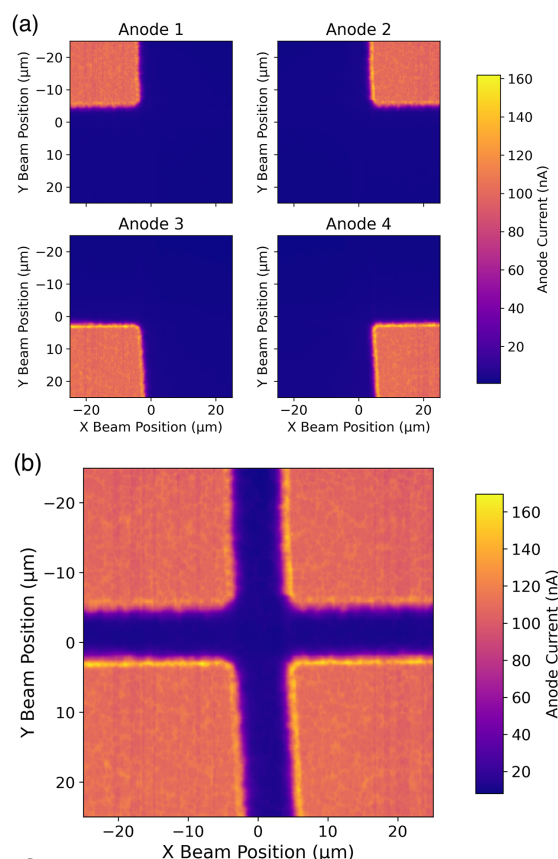 (a)
Anode 1
Anode 2
Y Beam Position (μm)
−20
−10
0
10
20
Y Beam Position (μm)
Anode 3
Anode 4
Y Beam Position (μm)
−20
−10
0
10
20
Y Beam Position (μm)
−20 0 20
−20 0 20
X Beam Position (μm)
X Beam Position (μm)
160
140
120
100
80
60
40
20
Anode Current (nA)
(b)
Y Beam Position (μm)
−20
−10
0
10
20
−20 −10 0 10 20
X Beam Position (μm)
160
140
120
100
80
60
40
20
Anode Current (nA)